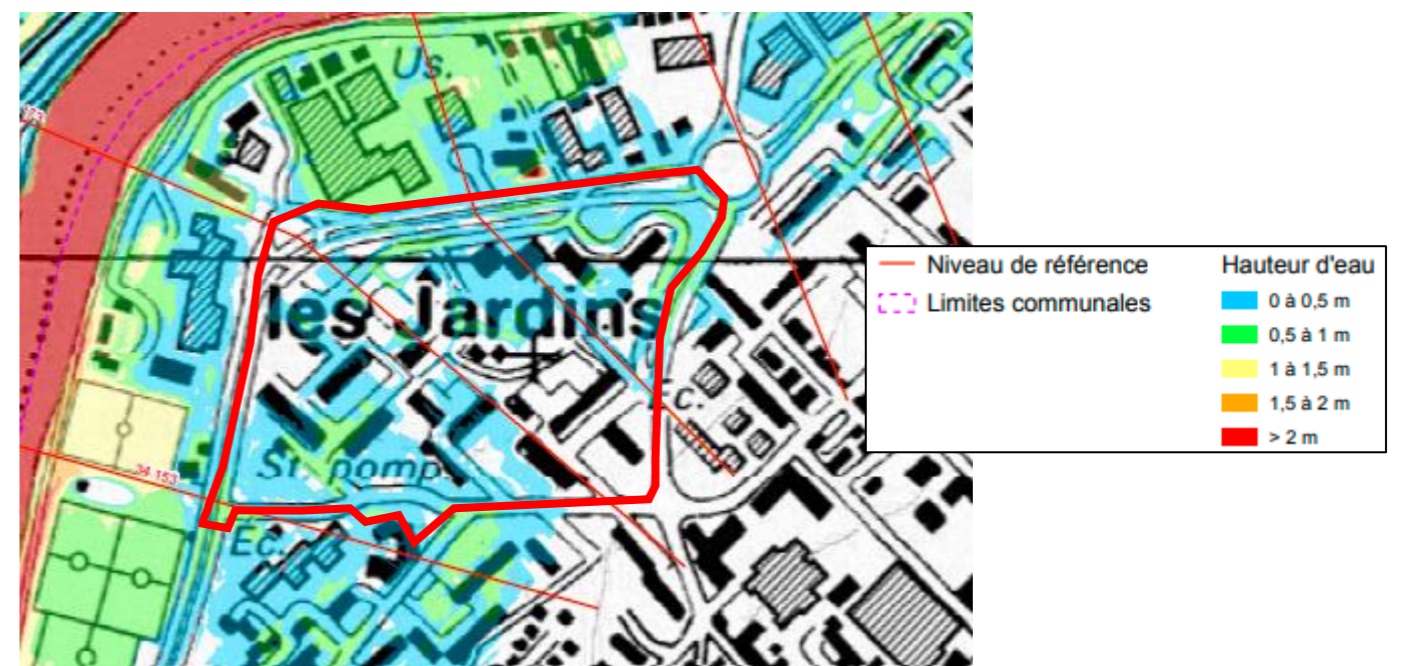 Us.
73
les Jardins
Ec.
St. pomp.
34.153
Ec.
Niveau de référence
Limites communales
Hauteur d'eau
0 à 0,5 m
0,5 à 1 m
1 à 1,5 m
1,5 à 2 m
> 2 m